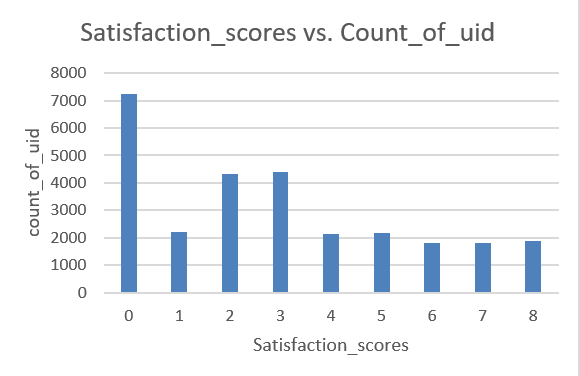 Satisfaction_scores vs. Count_of_uid
8000
7000
6000
5000
4000
3000
2000
1000
0
count_of_uid
0 1 2 3 4 5 6 7 8
Satisfaction_scores